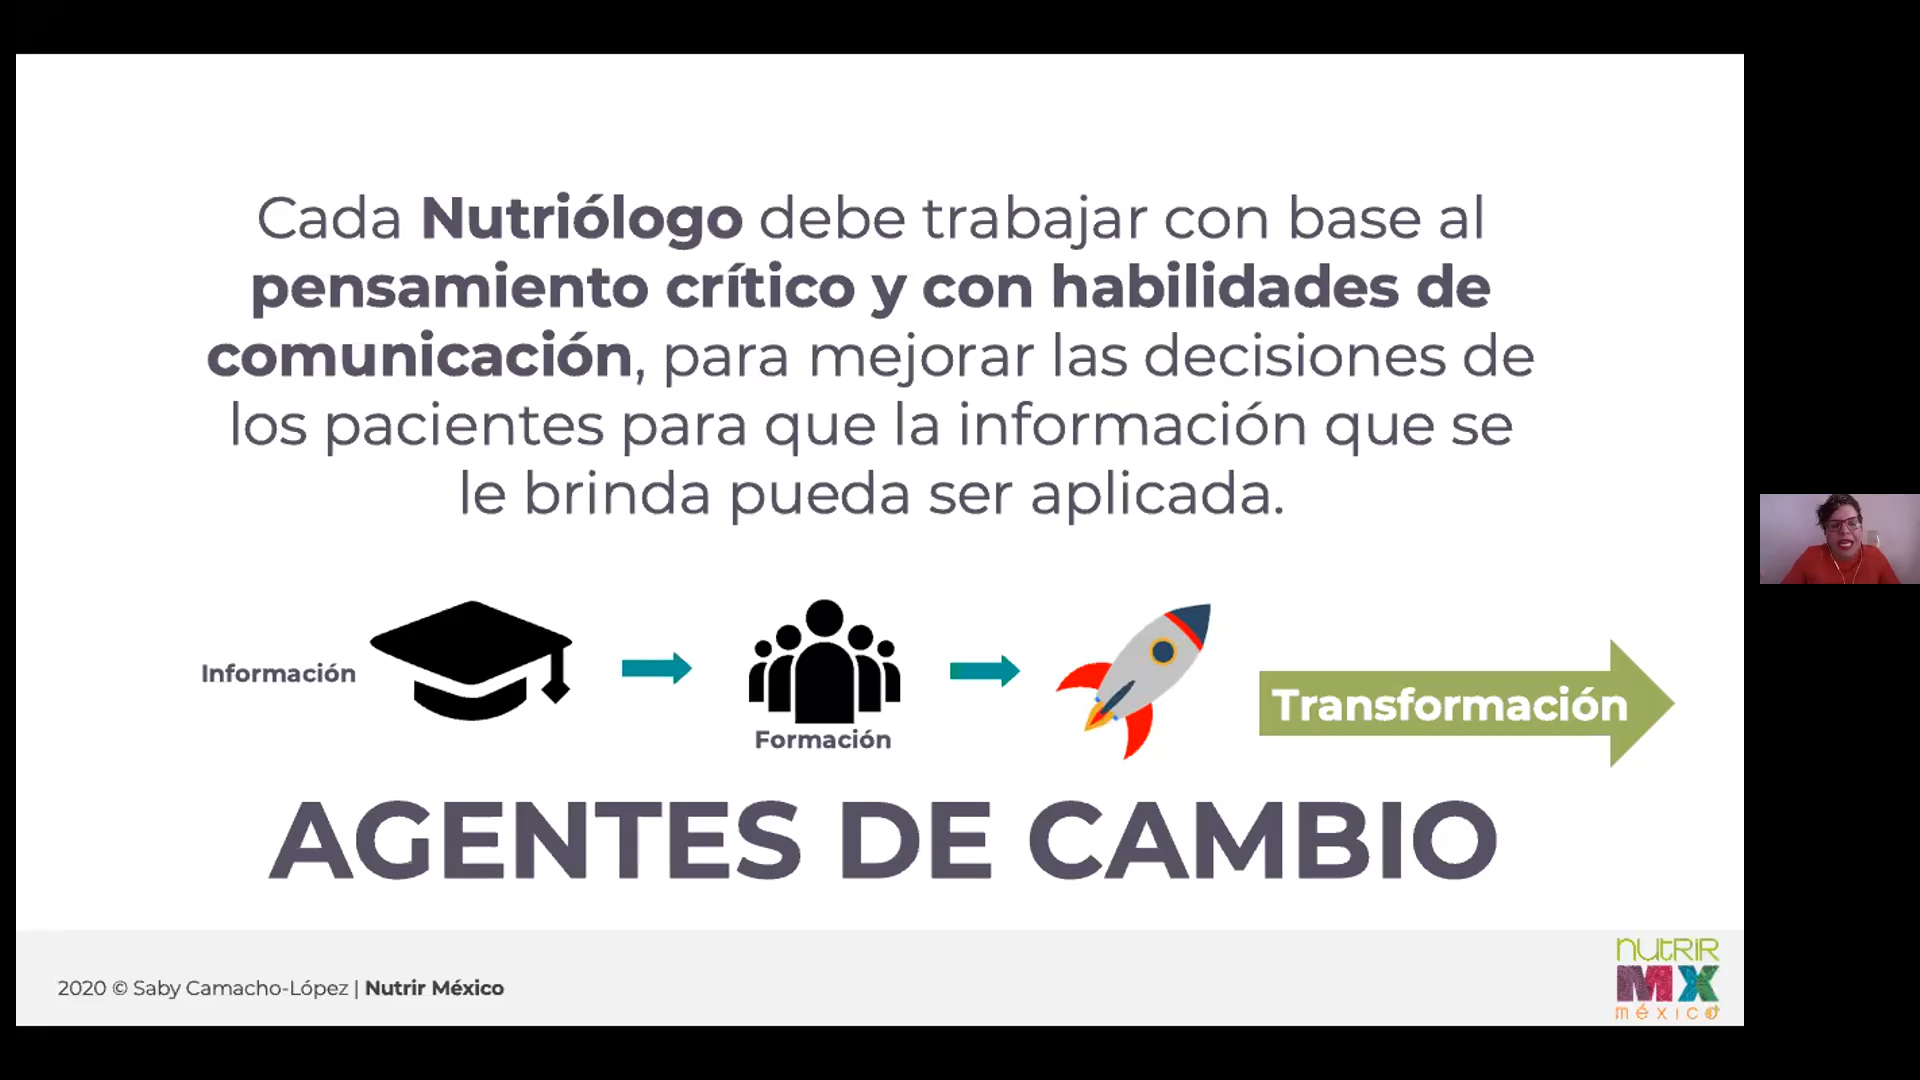 Cada Nutriólogo debe trabajar con base al
pensamiento crítico y con habilidades de
comunicación, para mejorar las decisiones de
los pacientes para que la información que se
le brinda pueda ser aplicada.
Información
Formación
Transformación
AGENTES DE CAMBIO
2020 © Saby Camacho-López | Nutrir México
nutRIR
MX
méxico